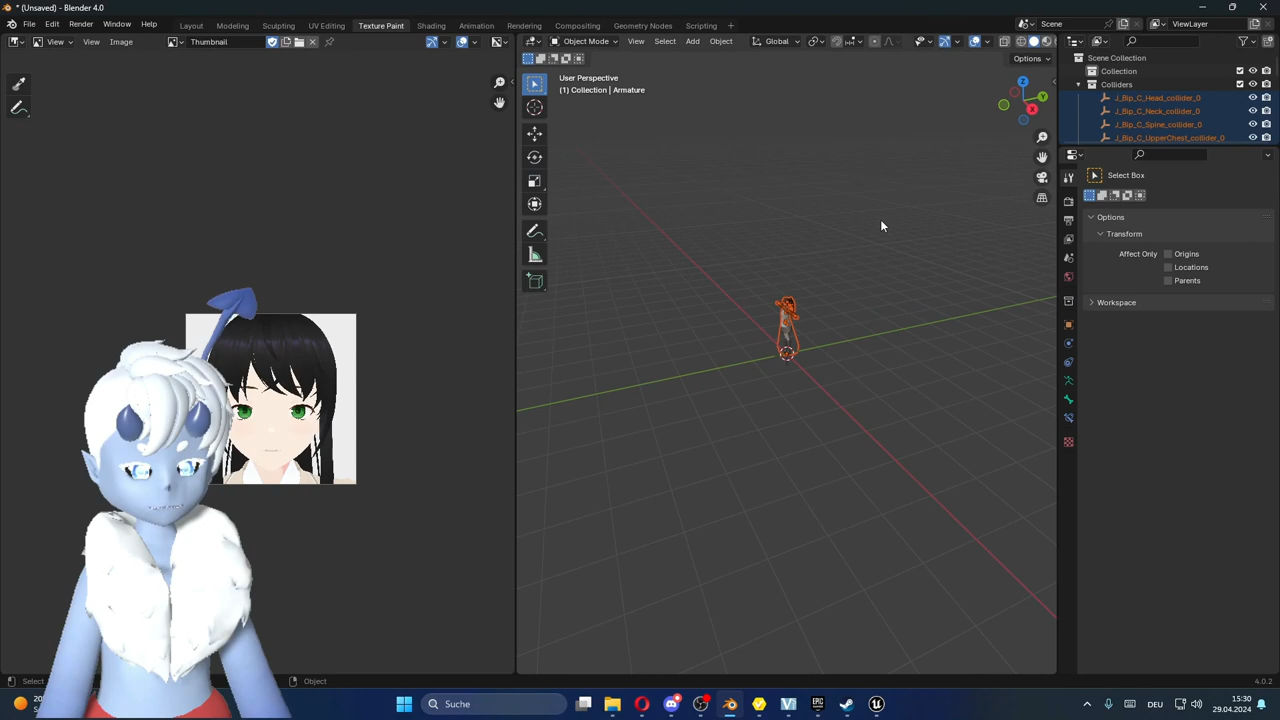 * (Unsaved) - Blender 4.0
File Edit Render Window Help Layout Modeling Sculpting UV Editing Texture Paint Shading Animation Rendering Compositing Geometry Nodes Scripting + Scene ViewLayer
View View Image Thumbnail Object Mode View Select Add Object Global
Options
User Perspective
(1) Collection | Armature
Z
Y
X
Scene Collection
Collection
Colliders
J_Bip_C_Head_collider_0
J_Bip_C_Neck_collider_0
J_Bip_C_Spine_collider_0
J_Bip_C_UpperChest_collider_0
Select Box
Options
Transform
Affect Only Origins
Locations
Parents
Workspace
Select Object 4.0.2
Suche DEU 15:30
29.04.2024